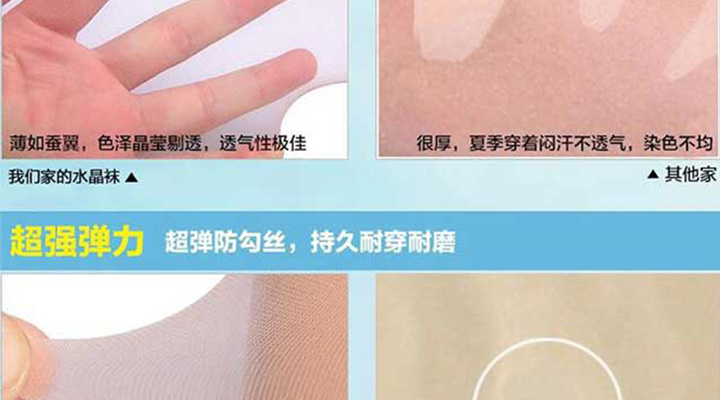 薄如蚕翼，色泽晶莹剔透，透气性极佳
很厚，夏季穿着闷汗不透气，染色不均
我们家的水晶袜▲
▲其他家
超强弹力 超弹防勾丝，持久耐穿耐磨